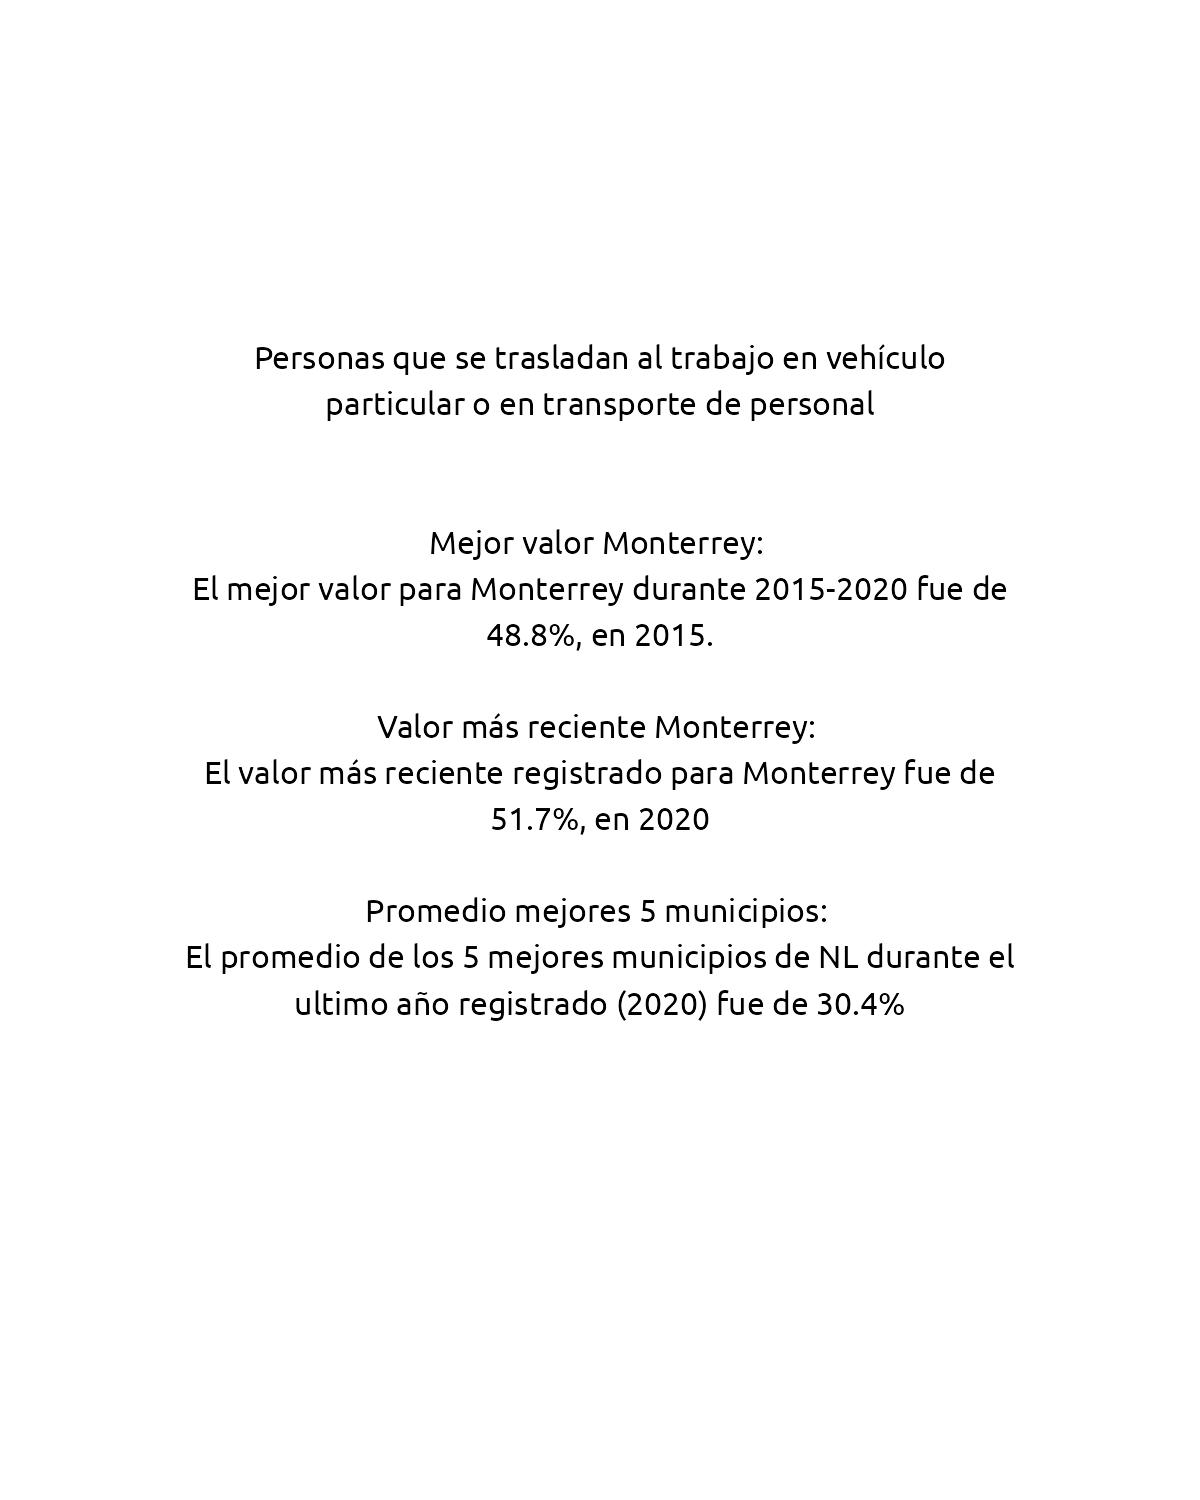 Personas que se trasladan al trabajo en vehículo
particular o en transporte de personal
Mejor valor Monterrey:
El mejor valor para Monterrey durante 2015-2020 fue de
48.8%, en 2015.
Valor más reciente Monterrey:
El valor más reciente registrado para Monterrey fue de
51.7%, en 2020
Promedio mejores 5 municipios:
El promedio de los 5 mejores municipios de NL durante el
ultimo año registrado (2020) fue de 30.4%